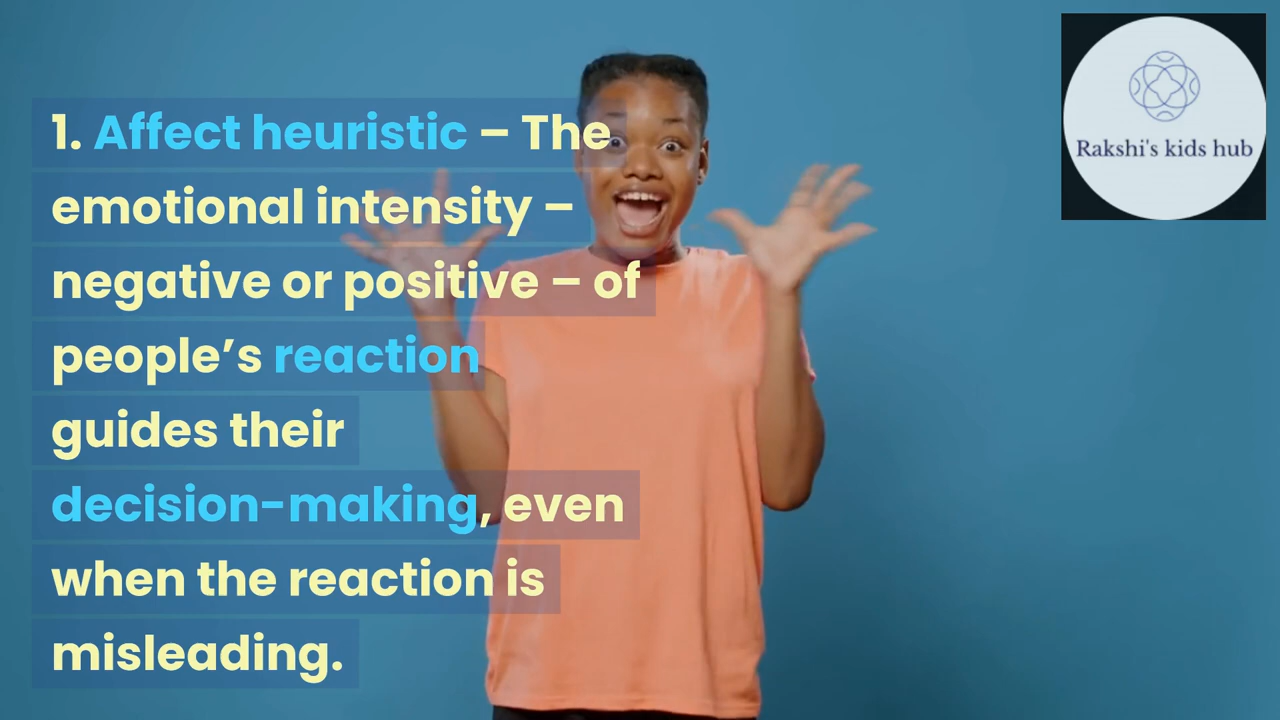 1. Affect heuristic – The
emotional intensity –
negative or positive – of
people’s reaction
guides their
decision-making, even
when the reaction is
misleading.
Rakshi's kids hub